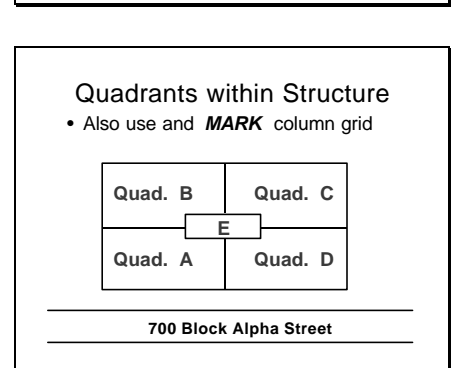 Quadrants within Structure
• Also use and MARK column grid
Quad. B Quad. C
E
Quad. A Quad. D
700 Block Alpha Street